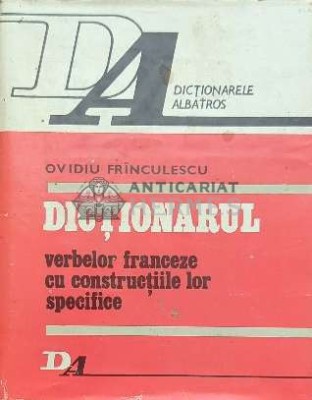 DA
DICȚIONARELE
ALBATROS
OVIDIU FRÎNCULESCU
ANTICARIAT
DICȚIONARUL
verbelor franceze
cu construcțiile lor
specifice
DA